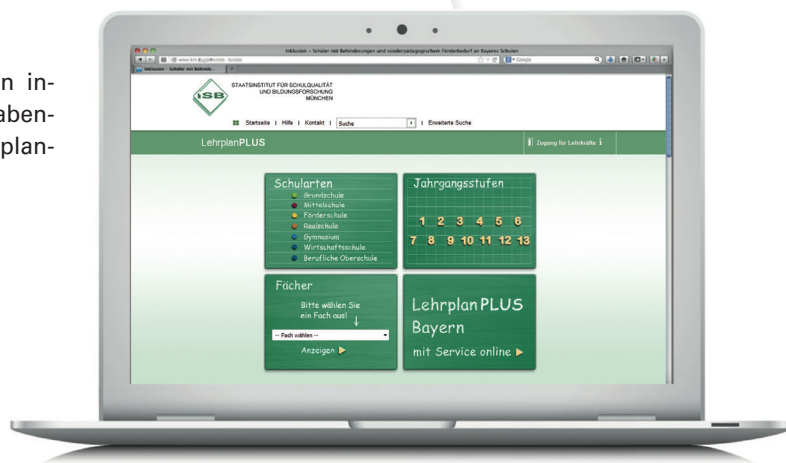 n in-
aben-
plan-
Inklusion – Schüler mit Behinderungen und sonderpädagogischem Förderbedarf an Bayerns Schulen
Google
iSB
STAATSINSTITUT FÜR SCHULQUALITÄT
UND BILDUNGSFORSCHUNG
MÜNCHEN
Startseite | Hilfe | Kontakt | Suche | Erweiterte Suche
LehrplanPLUS
Zugang für Lehrkräfte i
Schularten
Grundschule
Mittelschule
Förderschule
Realschule
Gymnasium
Wirtschaftsschule
Berufliche Oberschule
Jahrgangsstufen
1 2 3 4 5 6
7 8 9 10 11 12 13
Fächer
Bitte wählen Sie
ein Fach aus!
-- Fach wählen --
Anzeigen
LehrplanPLUS
Bayern
mit Service online